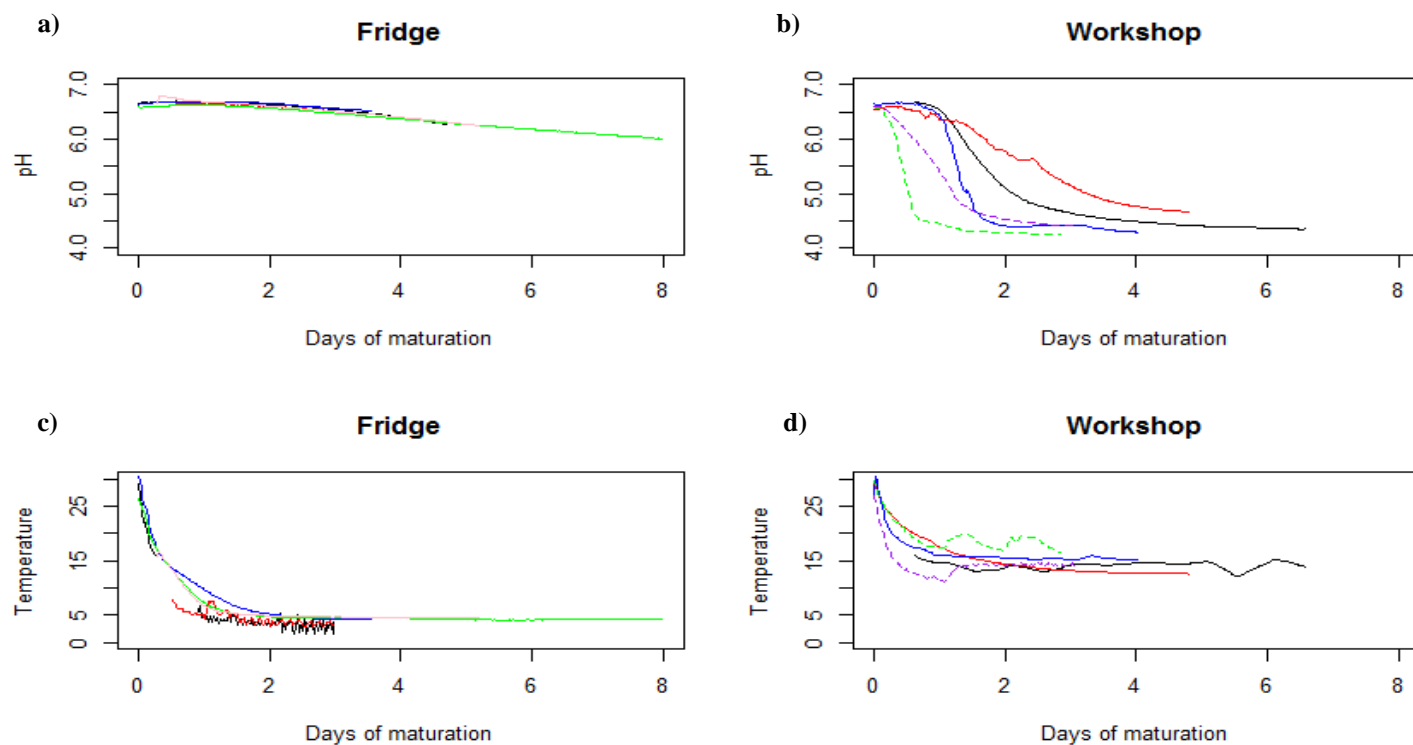 a)
Fridge
pH
7.0
6.0
5.0
4.0
0 2 4 6 8
Days of maturation
b)
Workshop
pH
7.0
6.0
5.0
4.0
0 2 4 6 8
Days of maturation
c)
Fridge
Temperature
25
15
5
0
0 2 4 6 8
Days of maturation
d)
Workshop
Temperature
25
15
5
0
0 2 4 6 8
Days of maturation